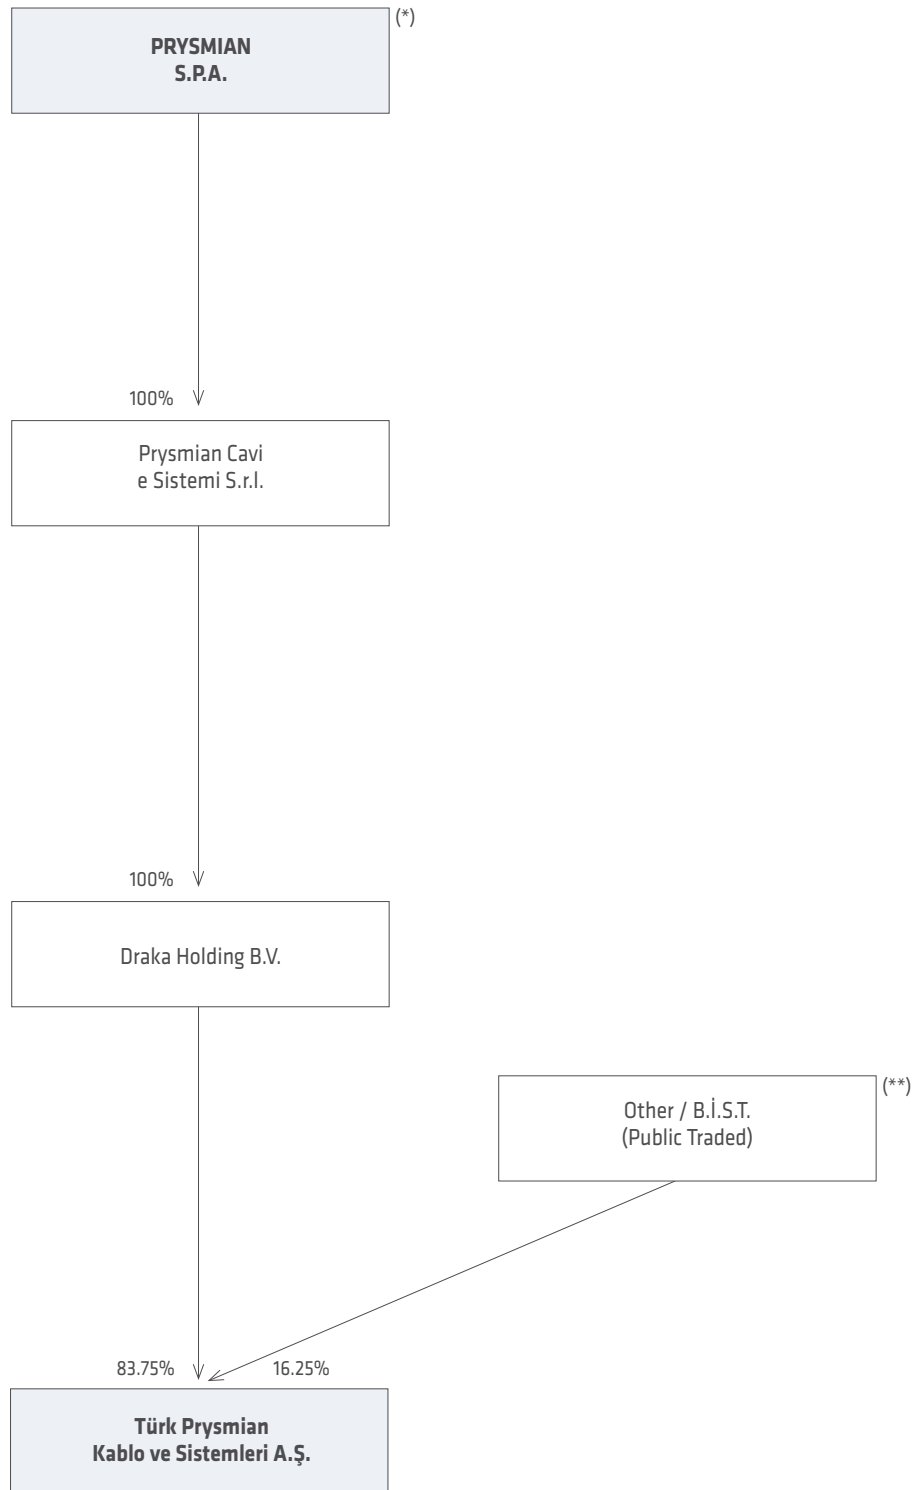 PRYSMIAN
S.P.A.
(*)
100%
Prysmian Cavi
e Sistemi S.r.l.
100%
Draka Holding B.V.
Other / B.İ.S.T.
(Public Traded)
(**)
83.75%
16.25%
Türk Prysmian
Kablo ve Sistemleri A.Ş.